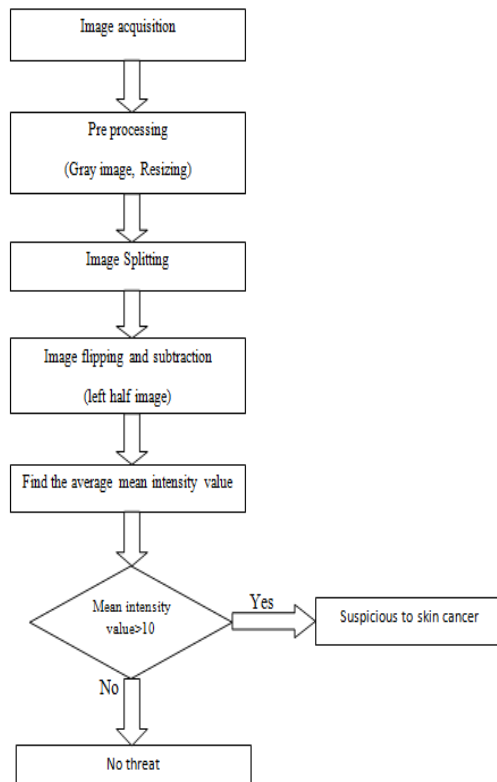 Image acquisition
Pre processing
(Gray image, Resizing)
Image Splitting
Image flipping and subtraction
(left half image)
Find the average mean intensity value
Mean intensity
value>10
Yes
Suspicious to skin cancer
No
No threat